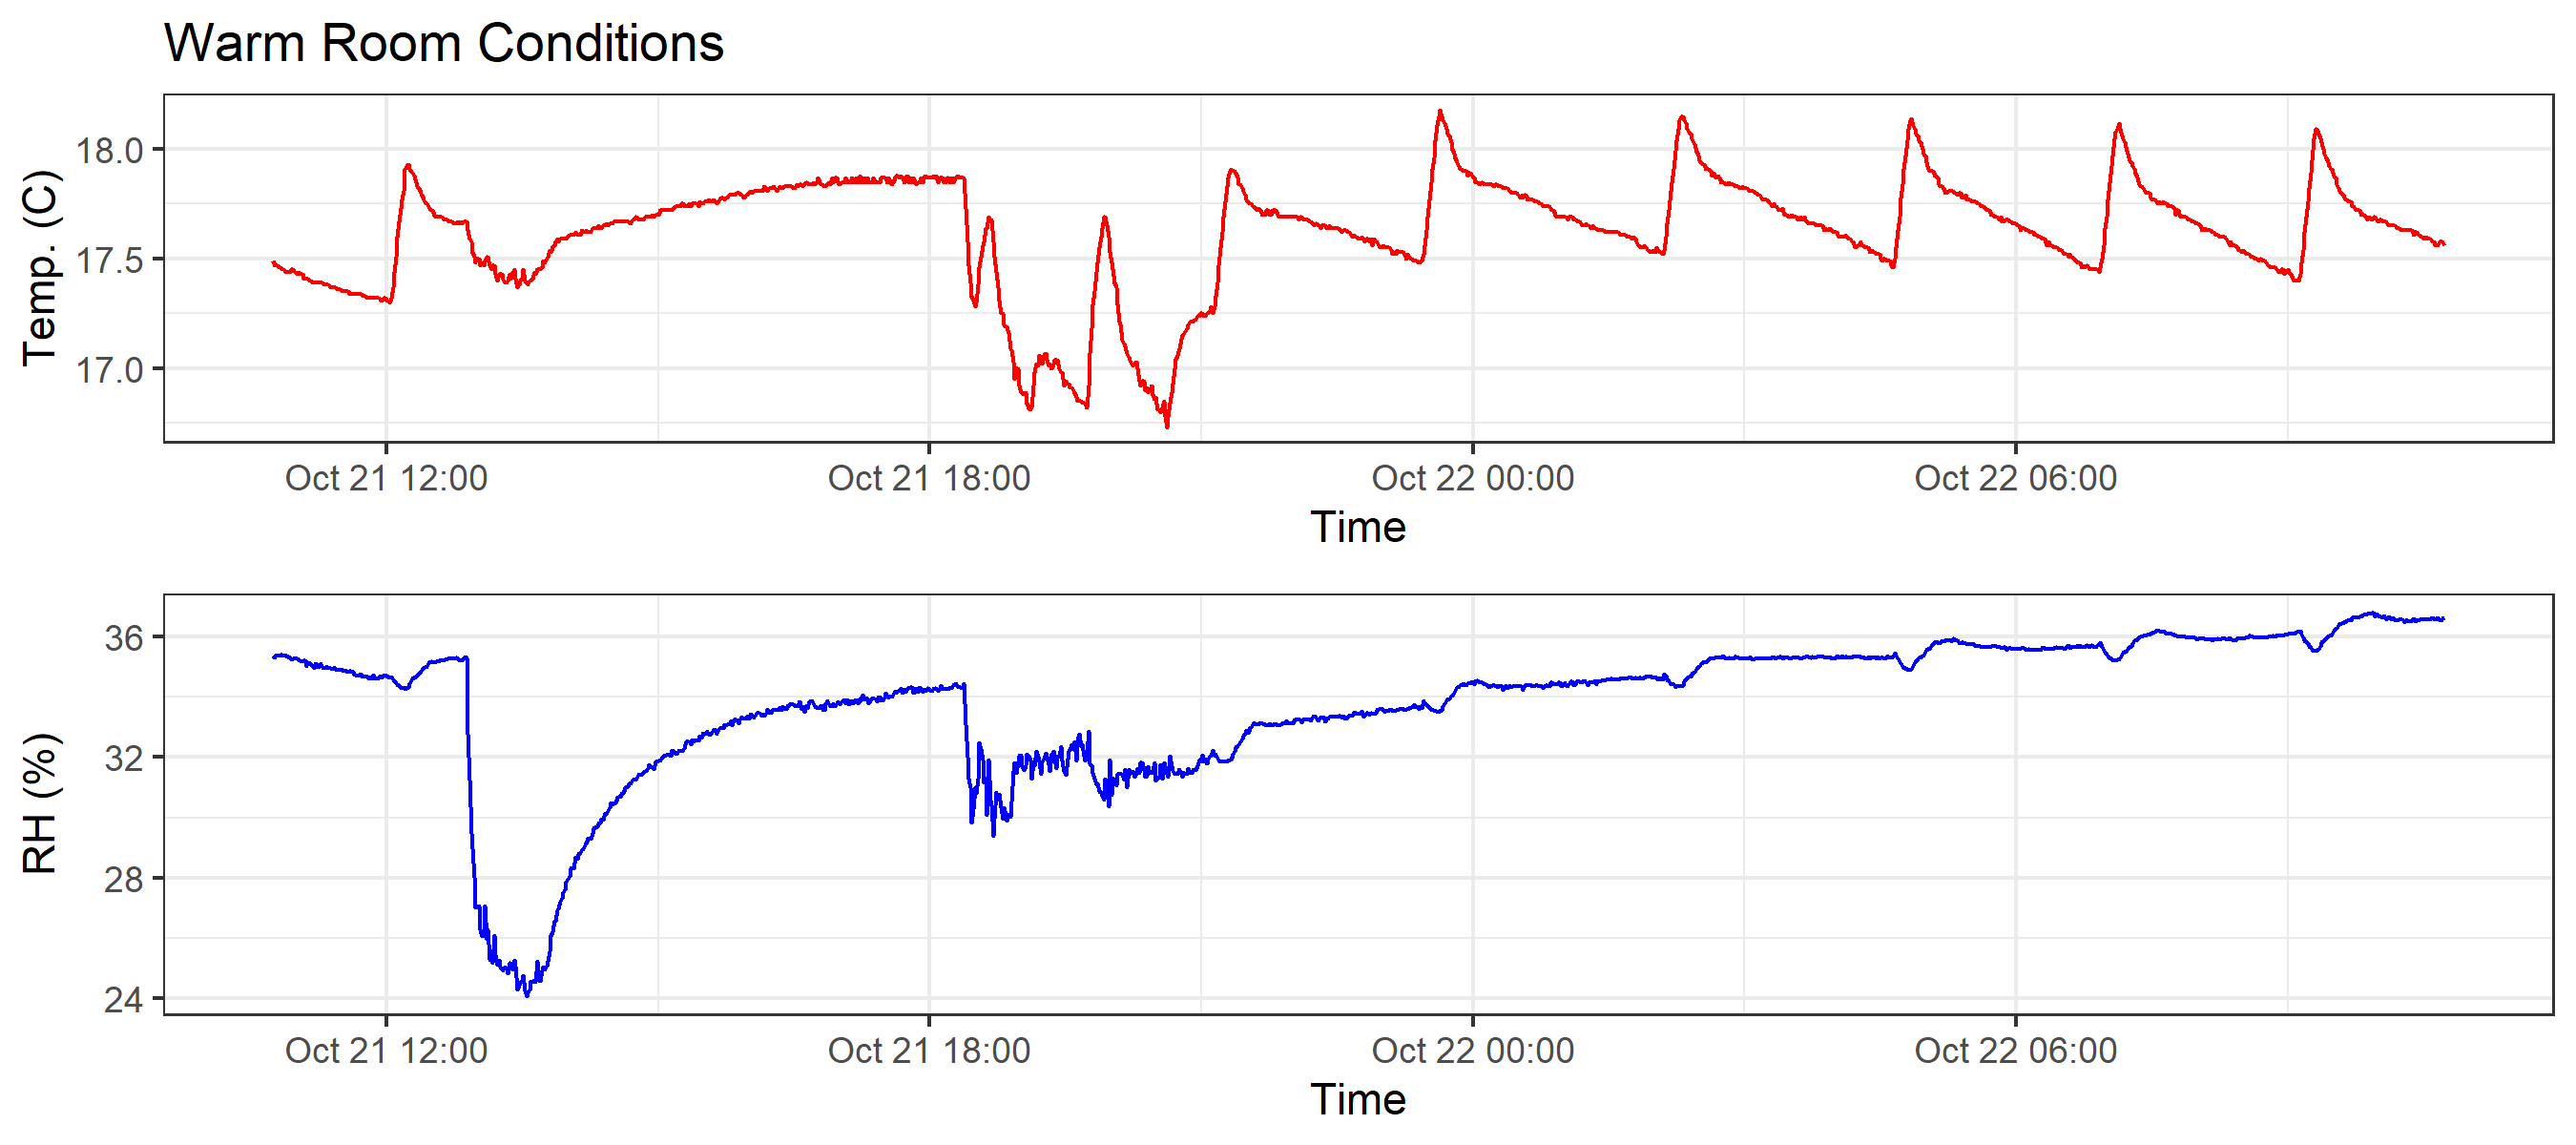 Warm Room Conditions
Temp. (C)
18.0
17.5
17.0
Oct 21 12:00 Oct 21 18:00 Oct 22 00:00 Oct 22 06:00
Time
RH (%)
36
32
28
24
Oct 21 12:00 Oct 21 18:00 Oct 22 00:00 Oct 22 06:00
Time